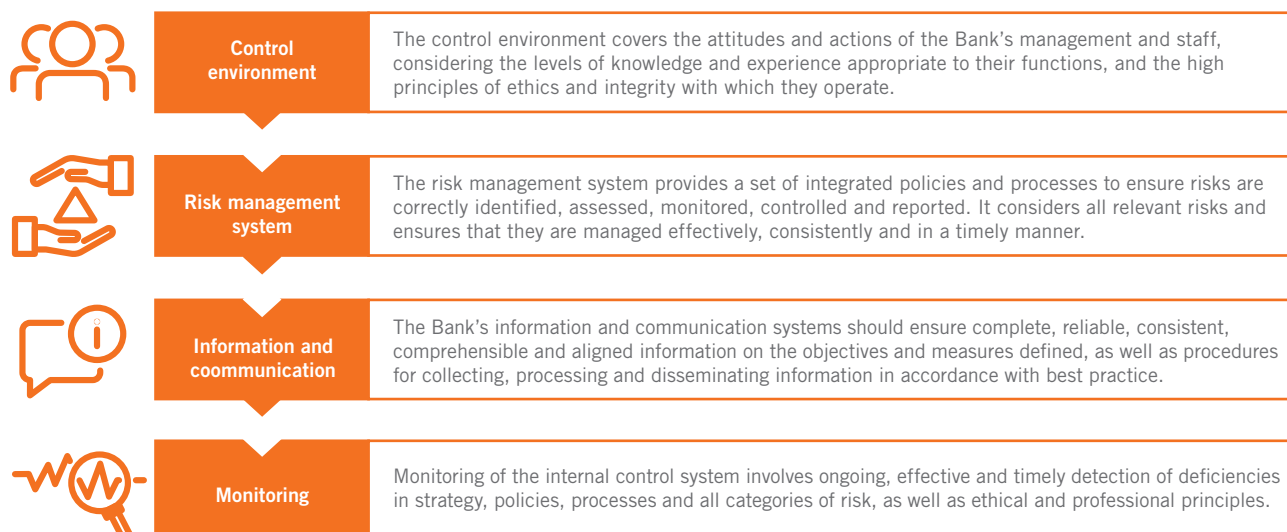 Control
environment
The control environment covers the attitudes and actions of the Bank's management and staff,
considering the levels of knowledge and experience appropriate to their functions, and the high
principles of ethics and integrity with which they operate.
Risk management
system
The risk management system provides a set of integrated policies and processes to ensure risks are
correctly identified, assessed, monitored, controlled and reported. It considers all relevant risks and
ensures that they are managed effectively, consistently and in a timely manner.
Information and
coommunication
The Bank's information and communication systems should ensure complete, reliable, consistent,
comprehensible and aligned information on the objectives and measures defined, as well as procedures
for collecting, processing and disseminating information in accordance with best practice.
Monitoring
Monitoring of the internal control system involves ongoing, effective and timely detection of deficiencies
in strategy, policies, processes and all categories of risk, as well as ethical and professional principles.